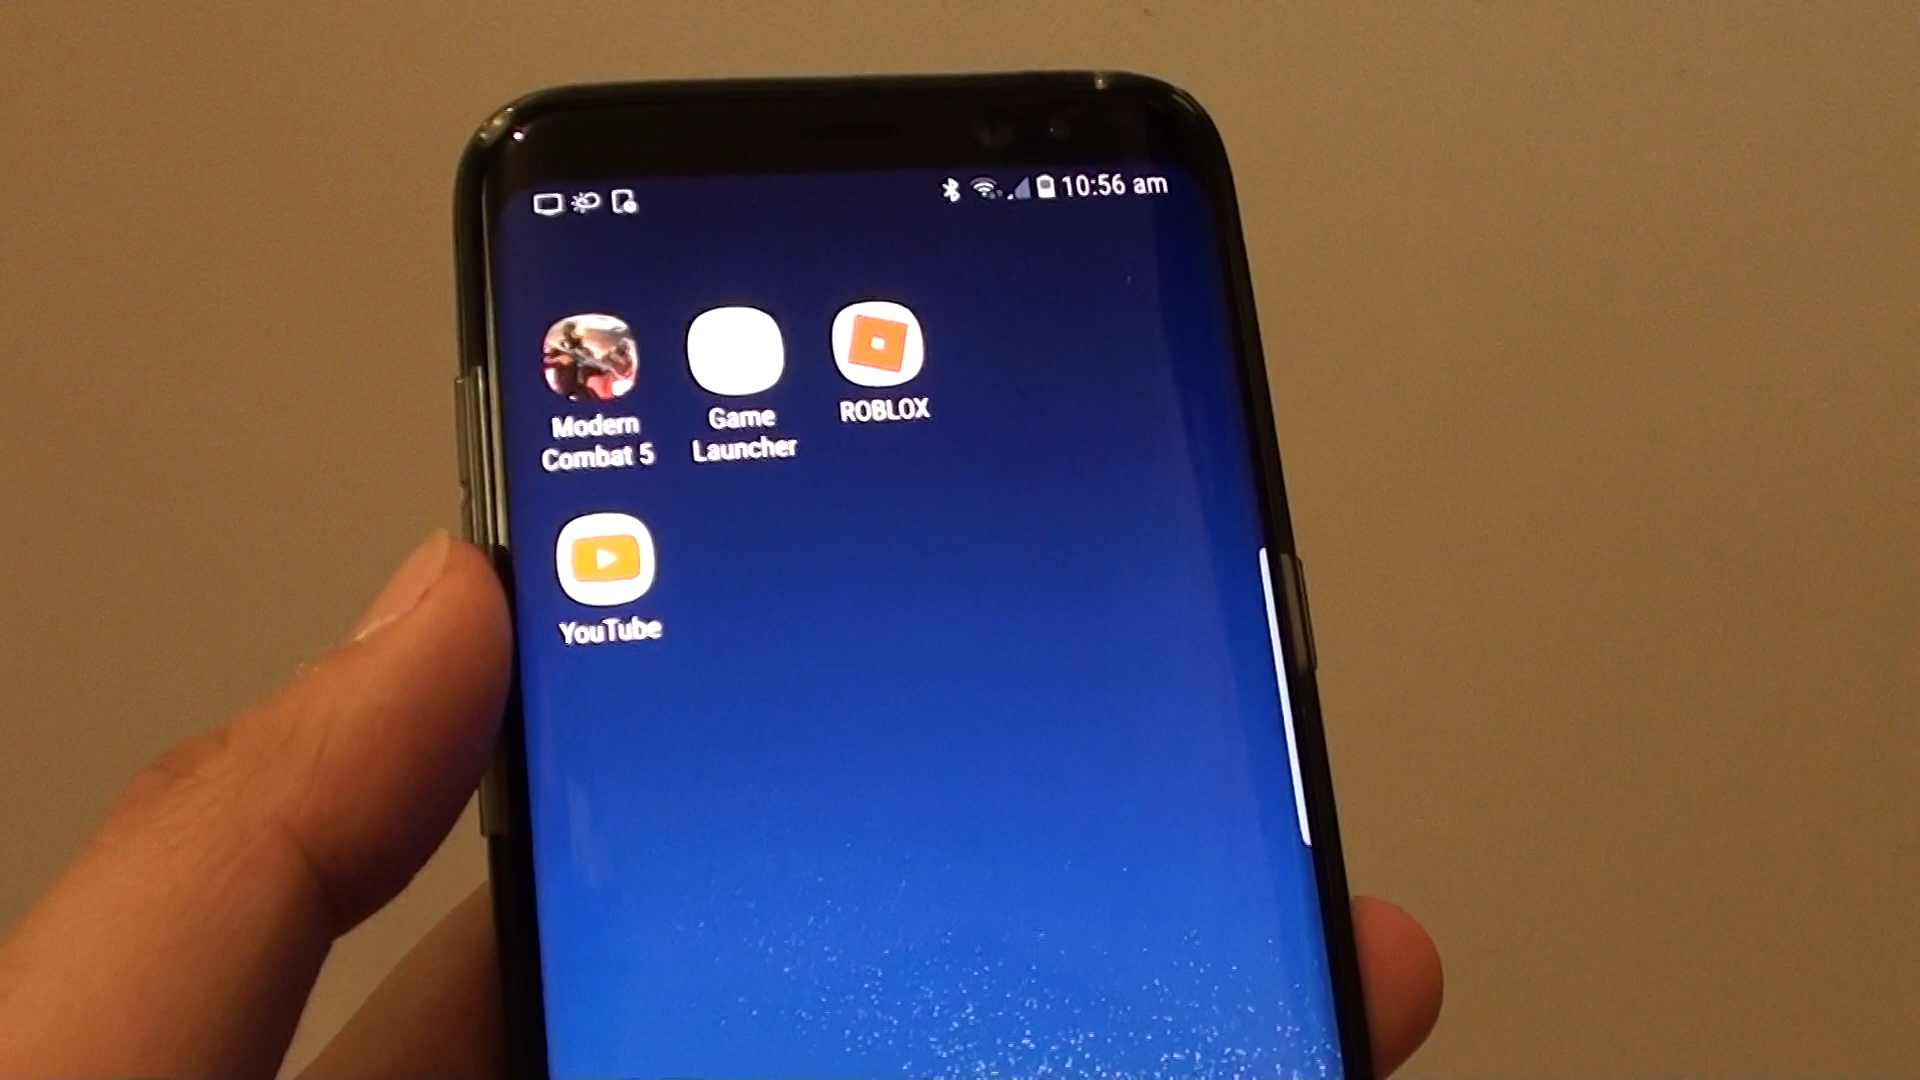 10:56 am
Modern
Combat 5
Game
Launcher
ROBLOX
YouTube